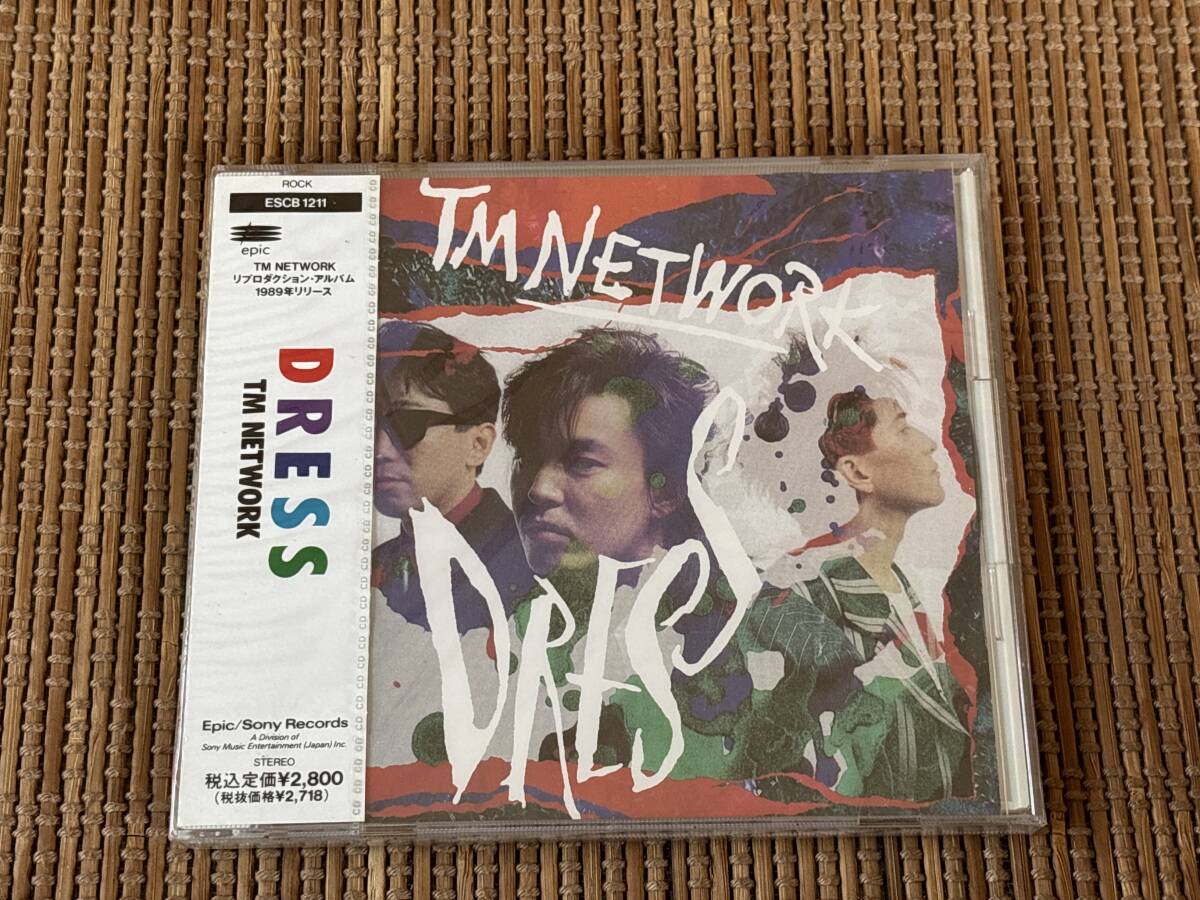 ROCK
ESCB 1211
epic
TM NETWORK
リプロダクション・アルバム
1989年リリース
DRESS
TM NETWORK
Epic/Sony Records
A Division of
Sony Music Entertainment (Japan) Inc.
STEREO
税込定価¥2,800
(税抜価格¥2,718)
TM NETWORK
DRESS